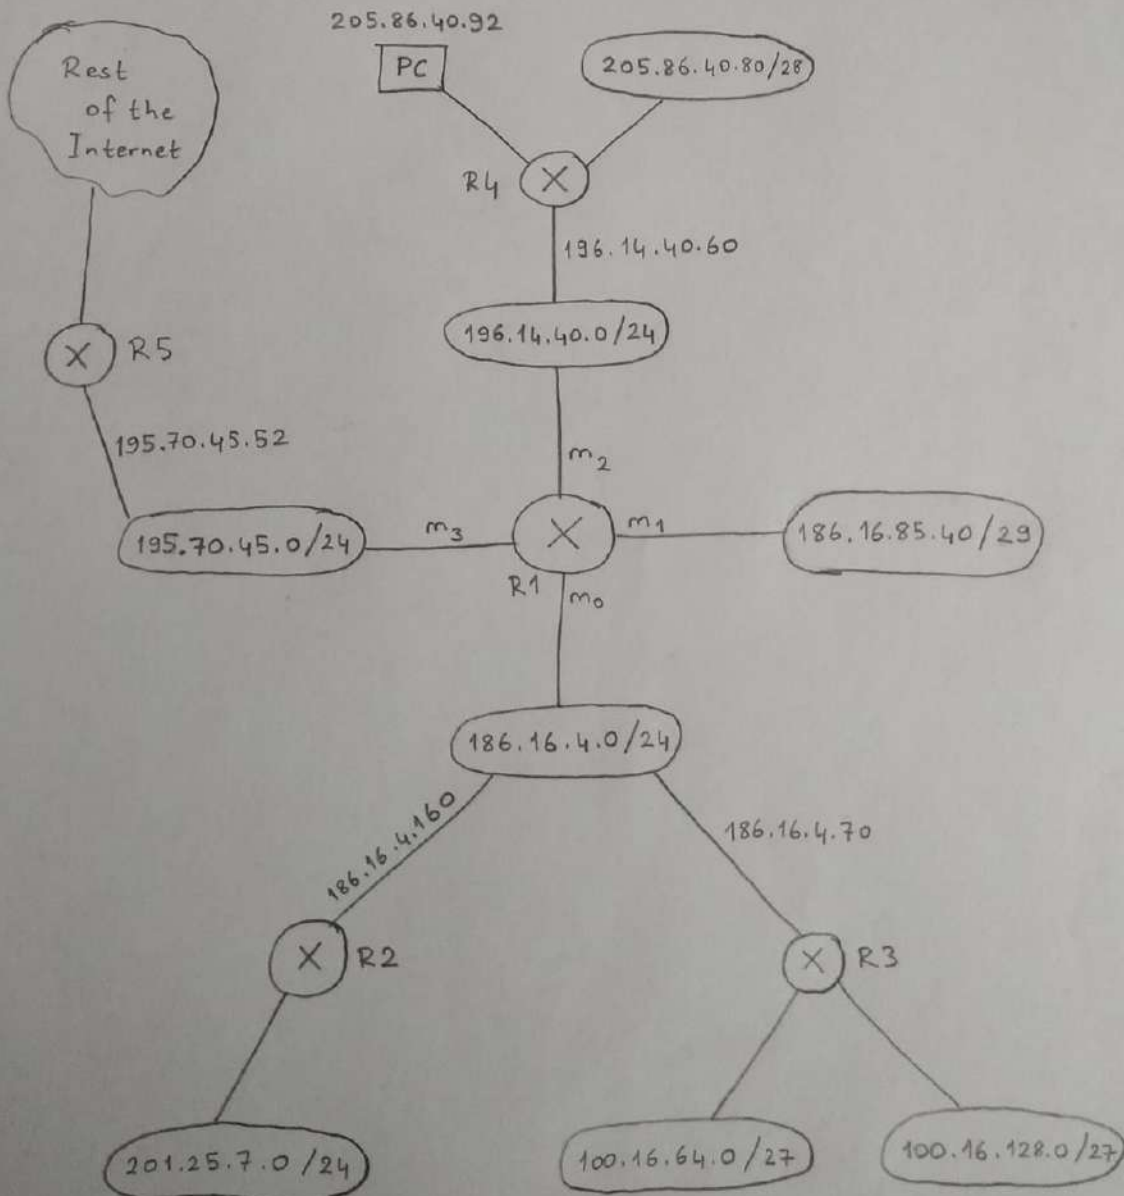 205.86.40.92
Rest
of the
Internet
PC
205.86.40.80/28
R4
196.14.40.60
196.14.40.0/24
R5
195.70.45.52
m2
195.70.45.0/24
m3
m1
186.16.85.40/29
R1
m0
186.16.4.0/24
186.16.4.160
186.16.4.70
R2
R3
201.25.7.0/24
100.16.64.0/27
100.16.128.0/27